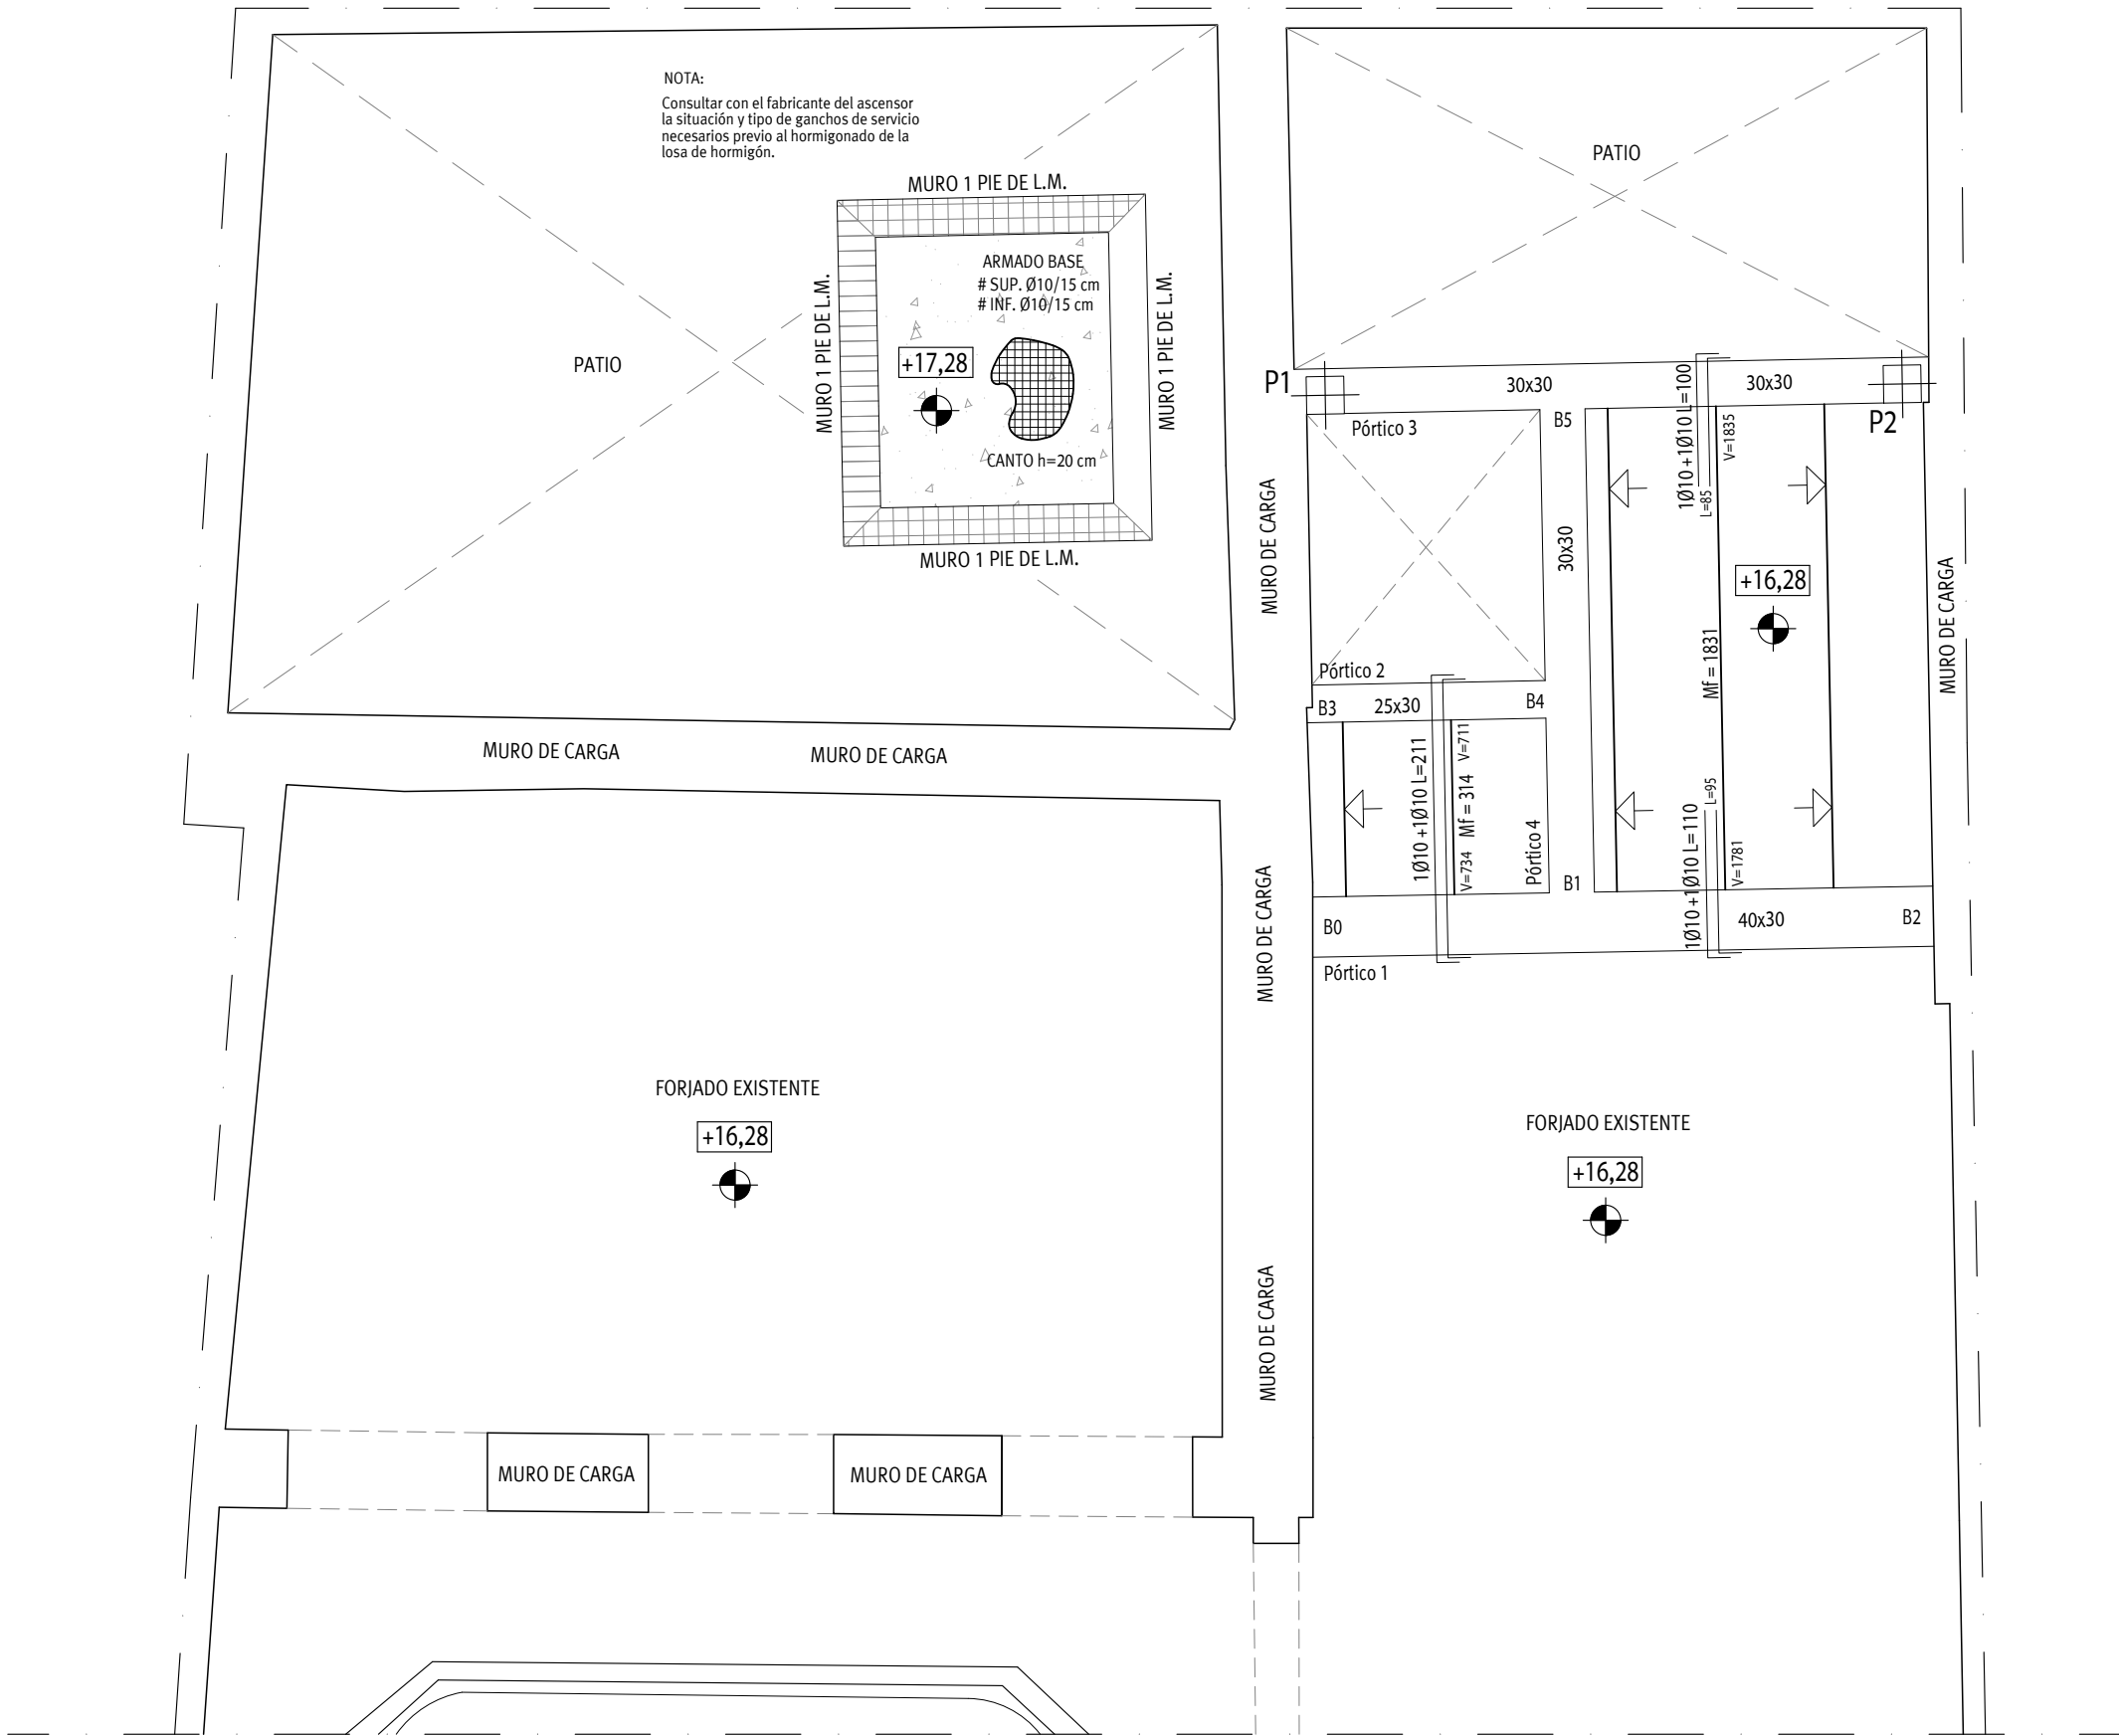 NOTA:
Consultar con el fabricante del ascensor
la situación y tipo de ganchos de servicio
necesarios previo al hormigonado de la
losa de hormigón.
PATIO
MURO 1 PIE DE L.M.
MURO 1 PIE DE L.M.
MURO 1 PIE DE L.M.
MURO 1 PIE DE L.M.
ARMADO BASE
# SUP. Ø10/15 cm
# INF. Ø10/15 cm
+17,28
CANTO h=20 cm
PATIO
P1
30x30
30x30
P2
Pórtico 3
B5
1Ø10+1Ø10 L=100
L=85
V=1835
MURO DE CARGA
30x30
+16,28
MURO DE CARGA
Mf = 1831
Pórtico 2
B3
25x30
B4
1Ø10+1Ø10 L=211
V=734
Mf = 314
V=711
Pórtico 4
1Ø10+1Ø10 L=110
L=95
V=1781
B1
B0
40x30
B2
Pórtico 1
MURO DE CARGA
MURO DE CARGA
MURO DE CARGA
FORJADO EXISTENTE
+16,28
FORJADO EXISTENTE
+16,28
MURO DE CARGA
MURO DE CARGA
MURO DE CARGA